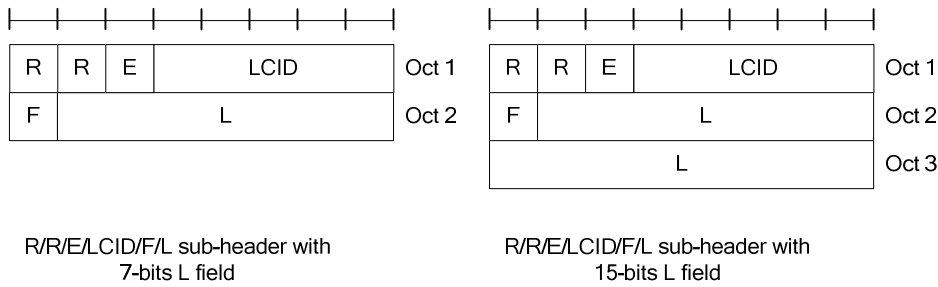 R R E LCID Oct 1
F L Oct 2
R/R/E/LCID/F/L sub-header with
7-bits L field
R R E LCID Oct 1
F L Oct 2
L Oct 3
R/R/E/LCID/F/L sub-header with
15-bits L field